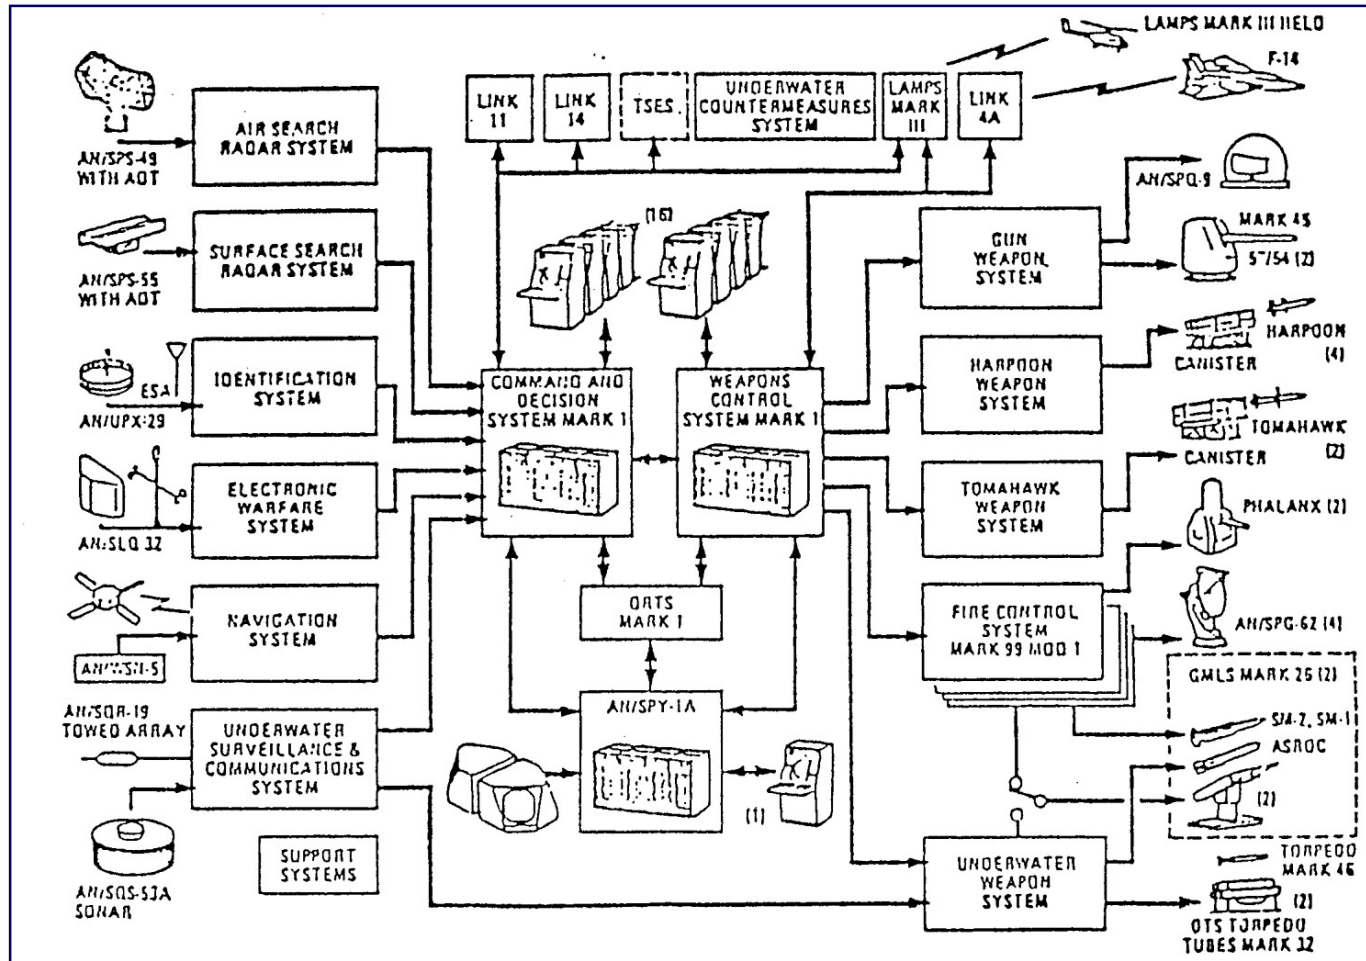 LAMPS MARK III HELO
F-14
LINK
11
LINK
14
TSES
UNDERWATER
COUNTERMEASURES
SYSTEM
LAMPS
MARK
III
LINK
4A
AIR SEARCH
RADAR SYSTEM
AN/SPS-49
WITH ADT
SURFACE SEARCH
RADAR SYSTEM
AN/SPS-55
WITH ADT
IDENTIFICATION
SYSTEM
ESA
AN/UPX-29
ELECTRONIC
WARFARE
SYSTEM
AN/SLQ 32
NAVIGATION
SYSTEM
AN/WSN-5
AN/SQR-19
TOWED ARRAY
UNDERWATER
SURVEILLANCE &
COMMUNICATIONS
SYSTEM
AN/SQS-53A
SONAR
SUPPORT
SYSTEMS
(16)
COMMAND AND
DECISION
SYSTEM MARK 1
WEAPONS
CONTROL
SYSTEM MARK 1
ORTS
MARK 1
AN/SPY-1A
(1)
GUN
WEAPON
SYSTEM
HARPOON
WEAPON
SYSTEM
TOMAHAWK
WEAPON
SYSTEM
FIRE CONTROL
SYSTEM
MARK 99 MOD 1
UNDERWATER
WEAPON
SYSTEM
AN/SPQ-9
MARK 45
5"/54 (2)
HARPOON
(4)
CANISTER
TOMAHAWK
(2)
CANISTER
PHALANX (2)
AN/SPG-62 (4)
GMLS MARK 26 (2)
SM-2, SM-1
ASROC
(2)
TORPEDO
MARK 46
(2)
OTS TORPEDO
TUBES MARK 32